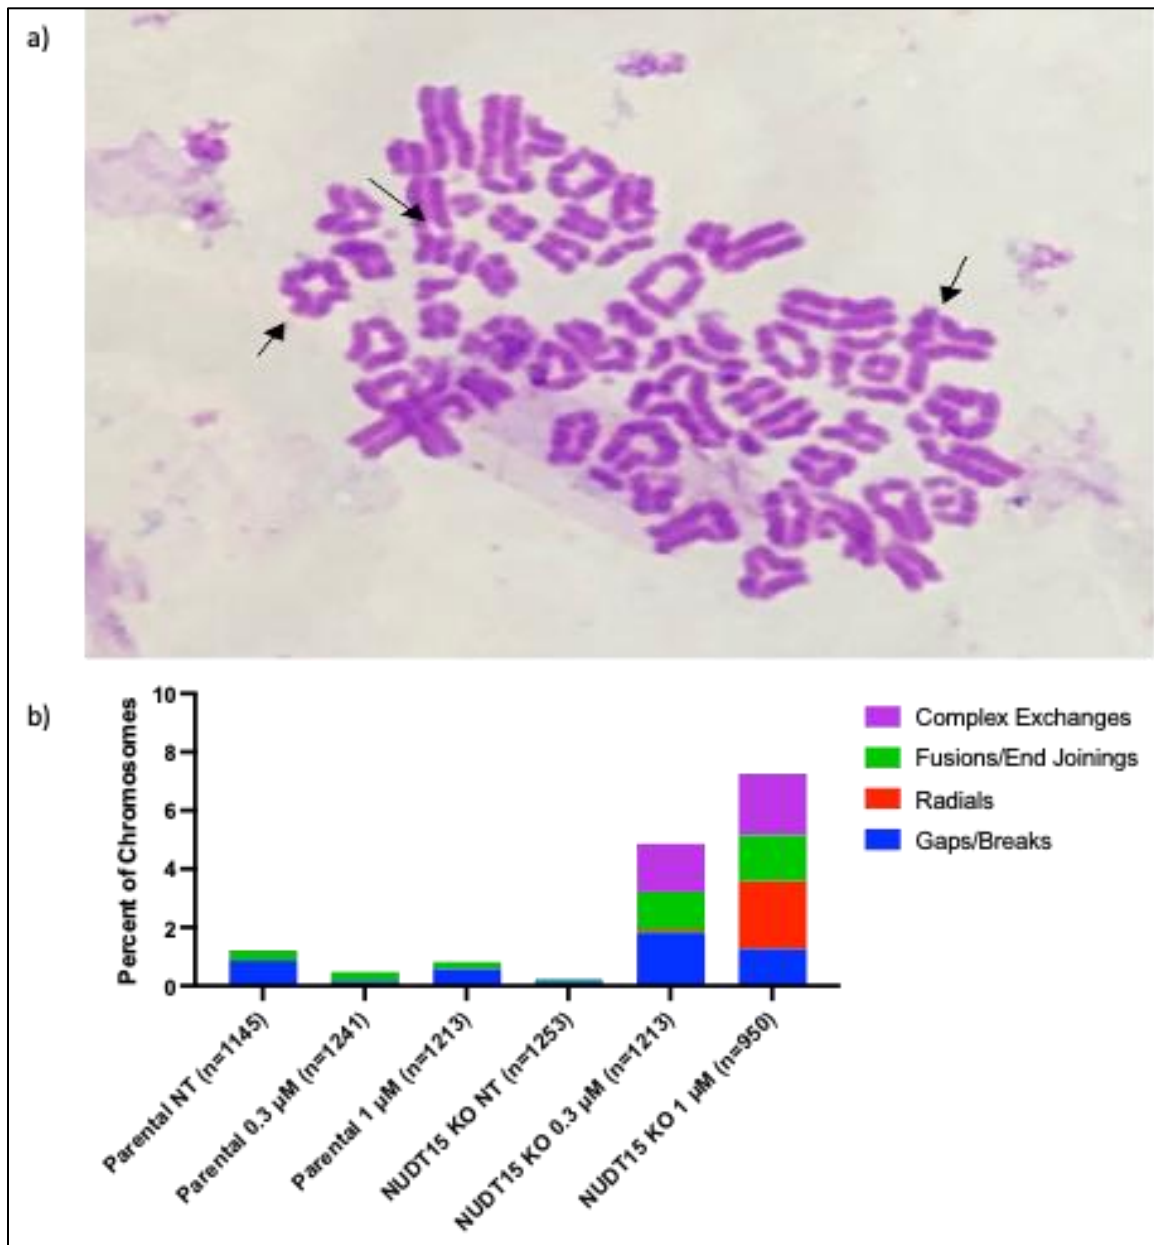 a)
b)
Percent of Chromosomes
10
8
6
4
2
0
Complex Exchanges
Fusions/End Joinings
Radials
Gaps/Breaks
Parental NT (n=1145)
Parental 0.3 µM (n=1241)
Parental 1 µM (n=1213)
NUDT15 KO NT (n=1253)
NUDT15 KO 0.3 µM (n=1213)
NUDT15 KO 1 µM (n=950)